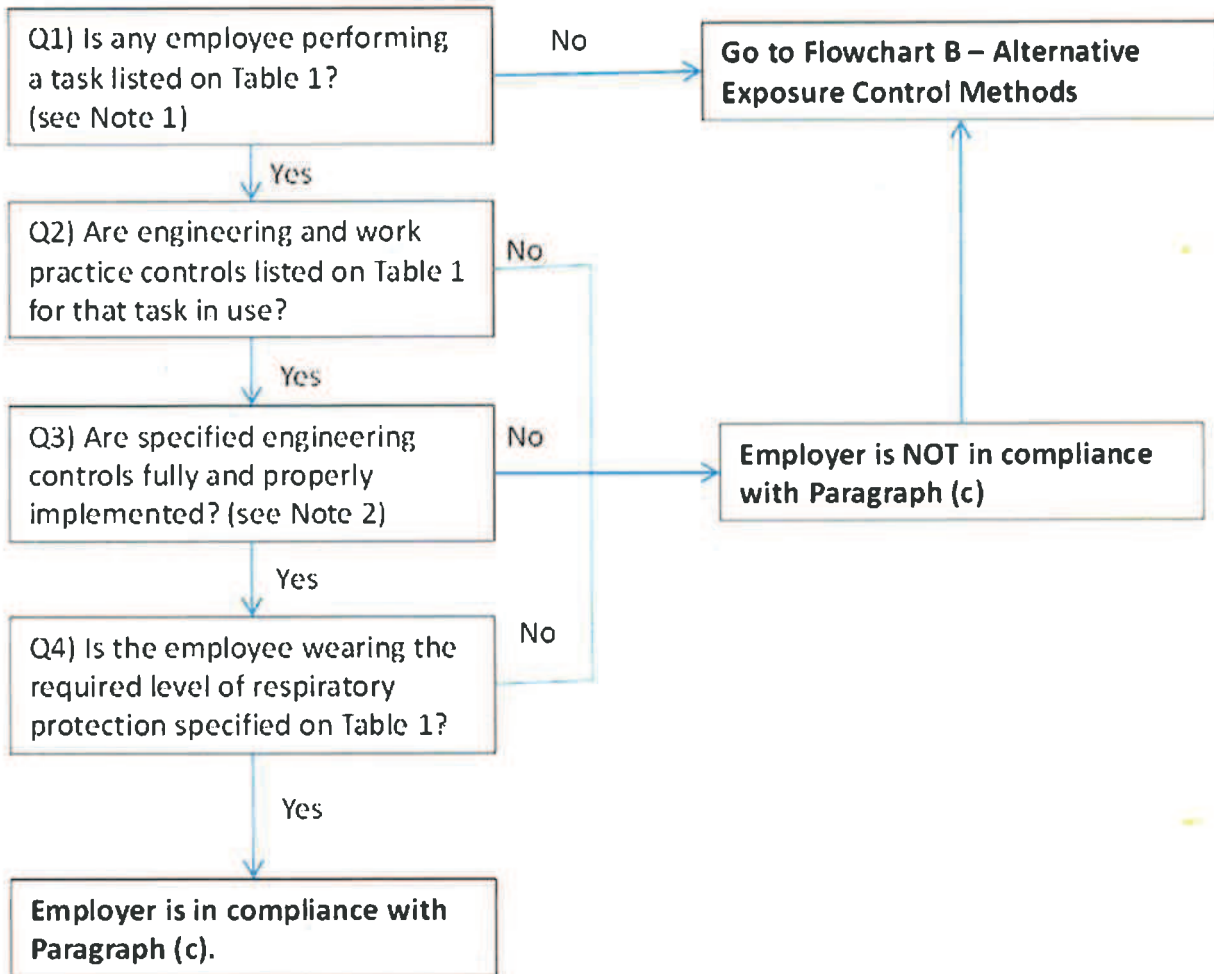 Q1) Is any employee performing
a task listed on Table 1?
(see Note 1)
No
Go to Flowchart B – Alternative
Exposure Control Methods
Yes
Q2) Are engineering and work
practice controls listed on Table 1
for that task in use?
No
Yes
Q3) Are specified engineering
controls fully and properly
implemented? (see Note 2)
No
Employer is NOT in compliance
with Paragraph (c)
Yes
Q4) Is the employee wearing the
required level of respiratory
protection specified on Table 1?
No
Yes
Employer is in compliance with
Paragraph (c).